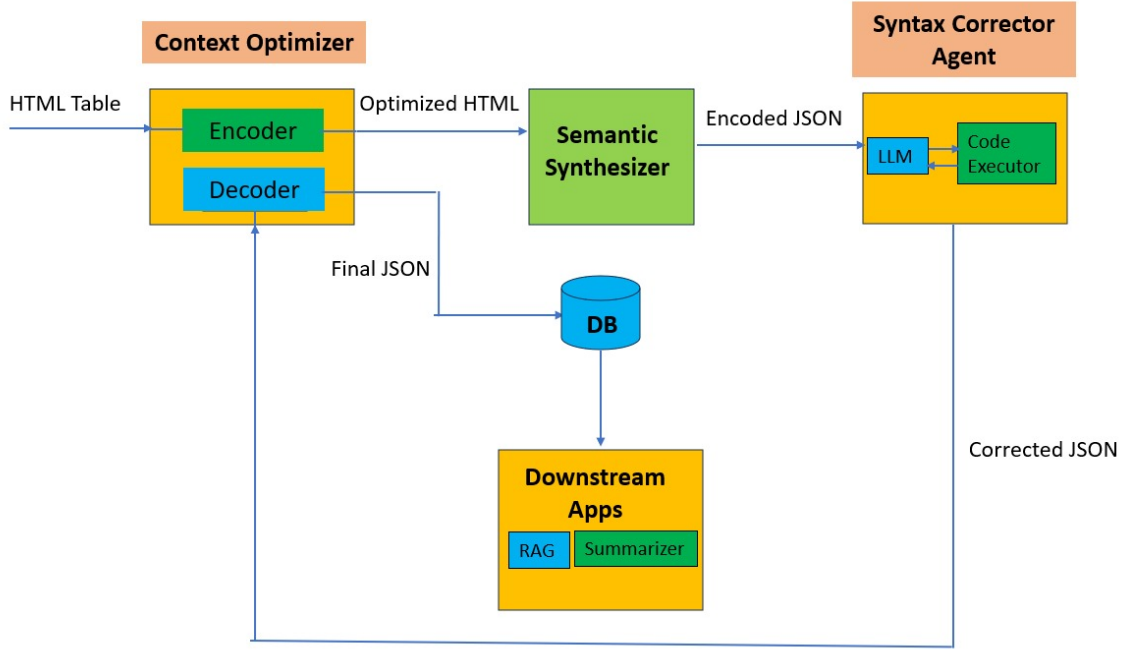 Context Optimizer
Syntax Corrector
Agent
HTML Table
Encoder
Decoder
Optimized HTML
Semantic
Synthesizer
Encoded JSON
LLM
Code
Executor
Final JSON
DB
Corrected JSON
Downstream
Apps
RAG
Summarizer